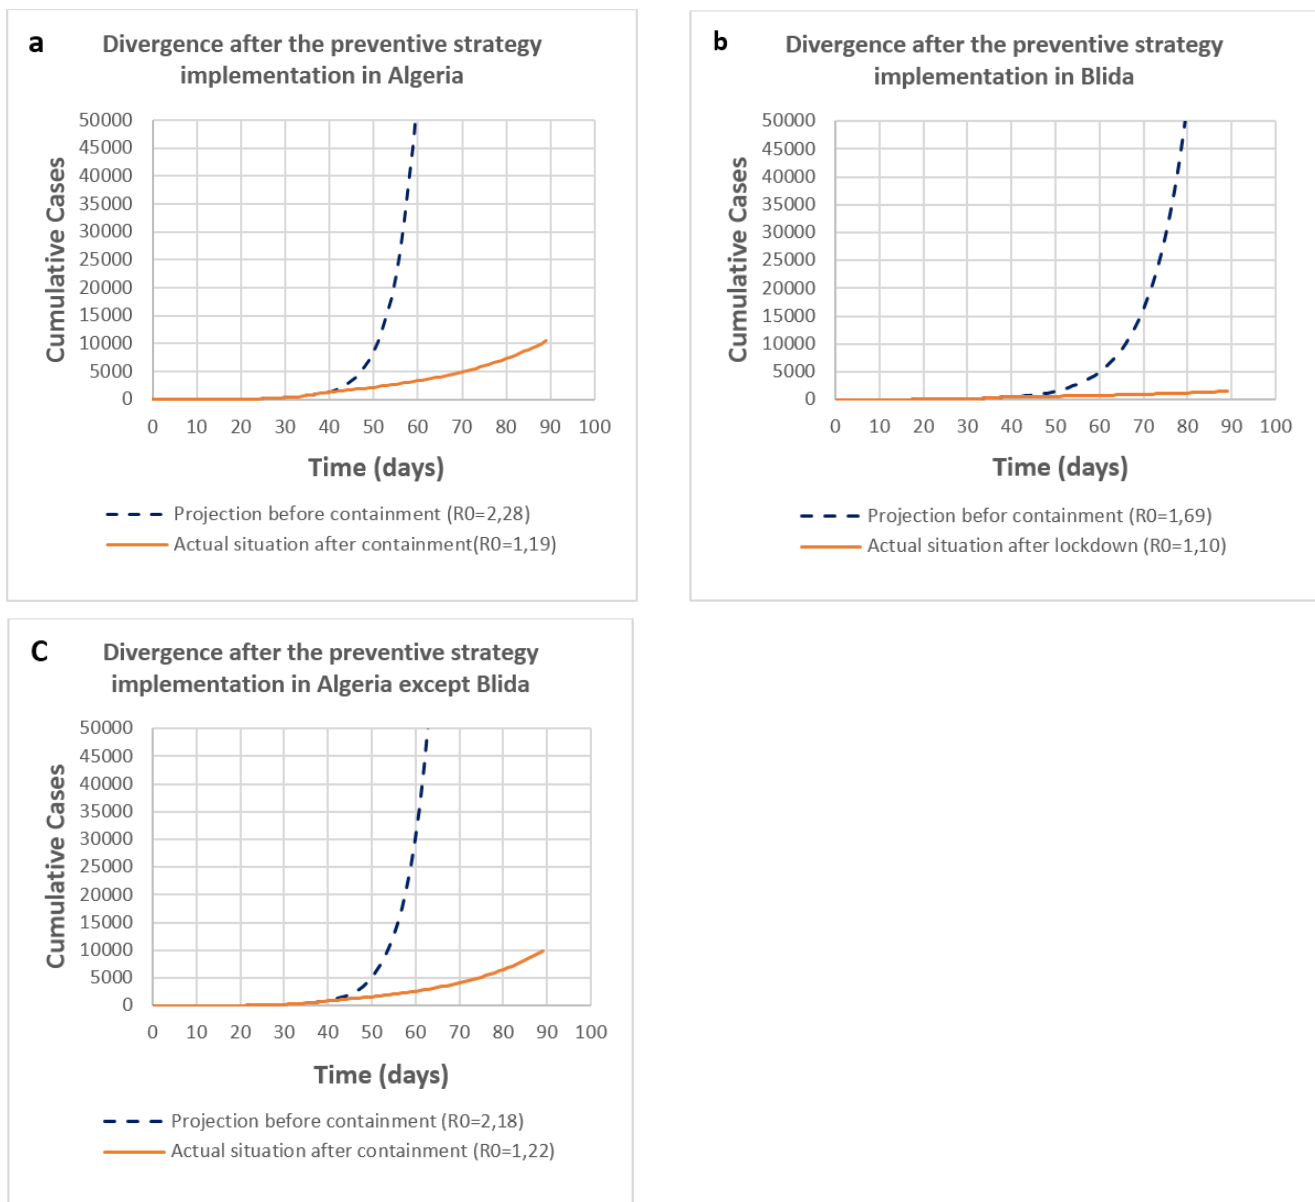 a
Divergence after the preventive strategy
implementation in Algeria
Cumulative Cases
50000
45000
40000
35000
30000
25000
20000
15000
10000
5000
0
0 10 20 30 40 50 60 70 80 90 100
Time (days)
Projection before containment (R0=2,28)
Actual situation after containment(R0=1,19)
b
Divergence after the preventive strategy
implementation in Blida
Cumulative Cases
50000
45000
40000
35000
30000
25000
20000
15000
10000
5000
0
0 10 20 30 40 50 60 70 80 90 100
Time (days)
Projection befor containment (R0=1,69)
Actual situation after lockdown (R0=1,10)
C
Divergence after the preventive strategy
implementation in Algeria except Blida
Cumulative Cases
50000
45000
40000
35000
30000
25000
20000
15000
10000
5000
0
0 10 20 30 40 50 60 70 80 90 100
Time (days)
Projection before containment (R0=2,18)
Actual situation after containment (R0=1,22)